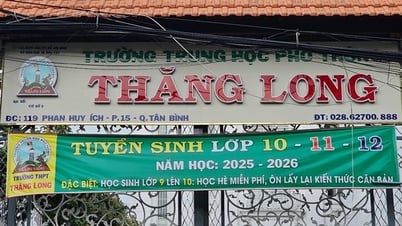 TRƯỜNG TRUNG HỌC PHỔ THÔNG
THĂNG LONG
ĐC: 119 PHAN HUY ÍCH - P.15 - Q.TÂN BÌNH
ĐT: 028.62700.888
TUYỂN SINH LỚP 10 - 11 - 12
NĂM HỌC: 2025 - 2026
TRƯỜNG THPT
THĂNG LONG
ĐẶC BIỆT: HỌC SINH LỚP 9 LÊN 10: HỌC HÈ MIỄN PHÍ, ÔN LẤY LẠI KIẾN THỨC CĂN BẢN